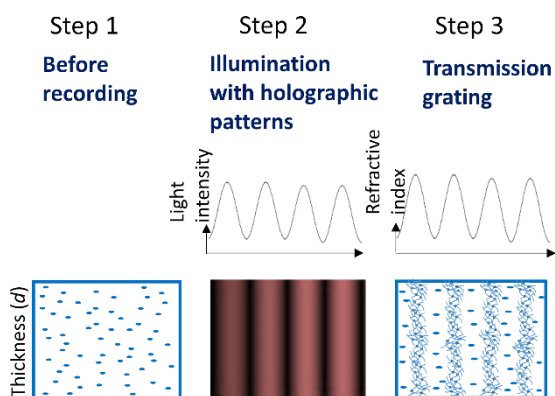 Step 1
Step 2
Step 3
Before
recording
Illumination
with holographic
patterns
Transmission
grating
Light
intensity
Refractive
index
Thickness (d)